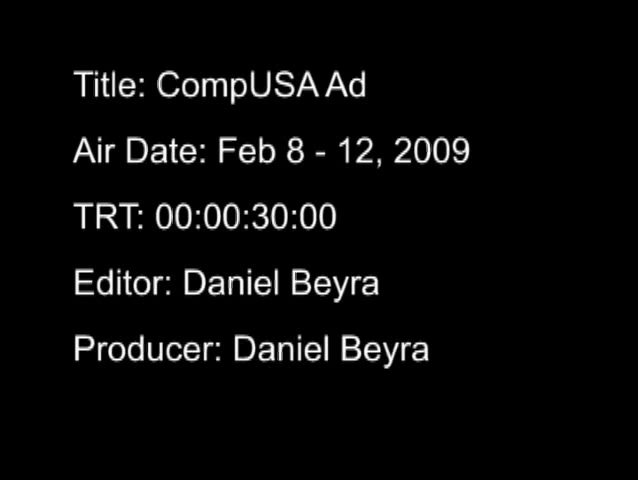 Title: CompUSA Ad
Air Date: Feb 8 - 12, 2009
TRT: 00:00:30:00
Editor: Daniel Beyra
Producer: Daniel Beyra